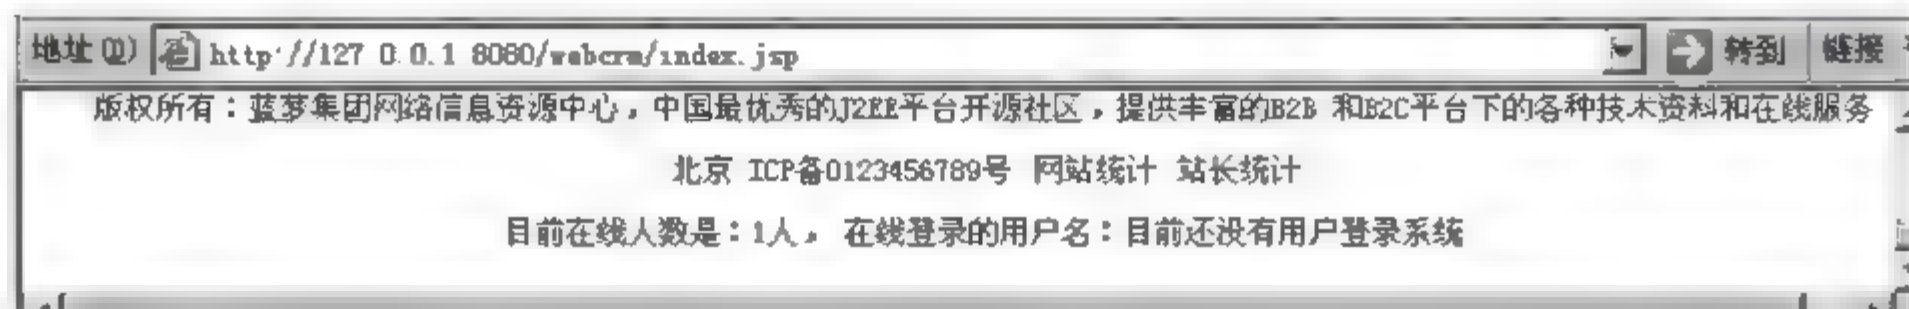 地址(D) http://127.0.0.1:8080/webcrm/index.jsp 转到 链接
版权所有：蓝梦集团网络信息资源中心，中国最优秀的J2EE平台开源社区，提供丰富的B2B 和B2C平台下的各种技术资料和在线服务
北京 ICP备0123456789号 网站统计 站长统计
目前在线人数是：1人， 在线登录的用户名：目前还没有用户登录系统